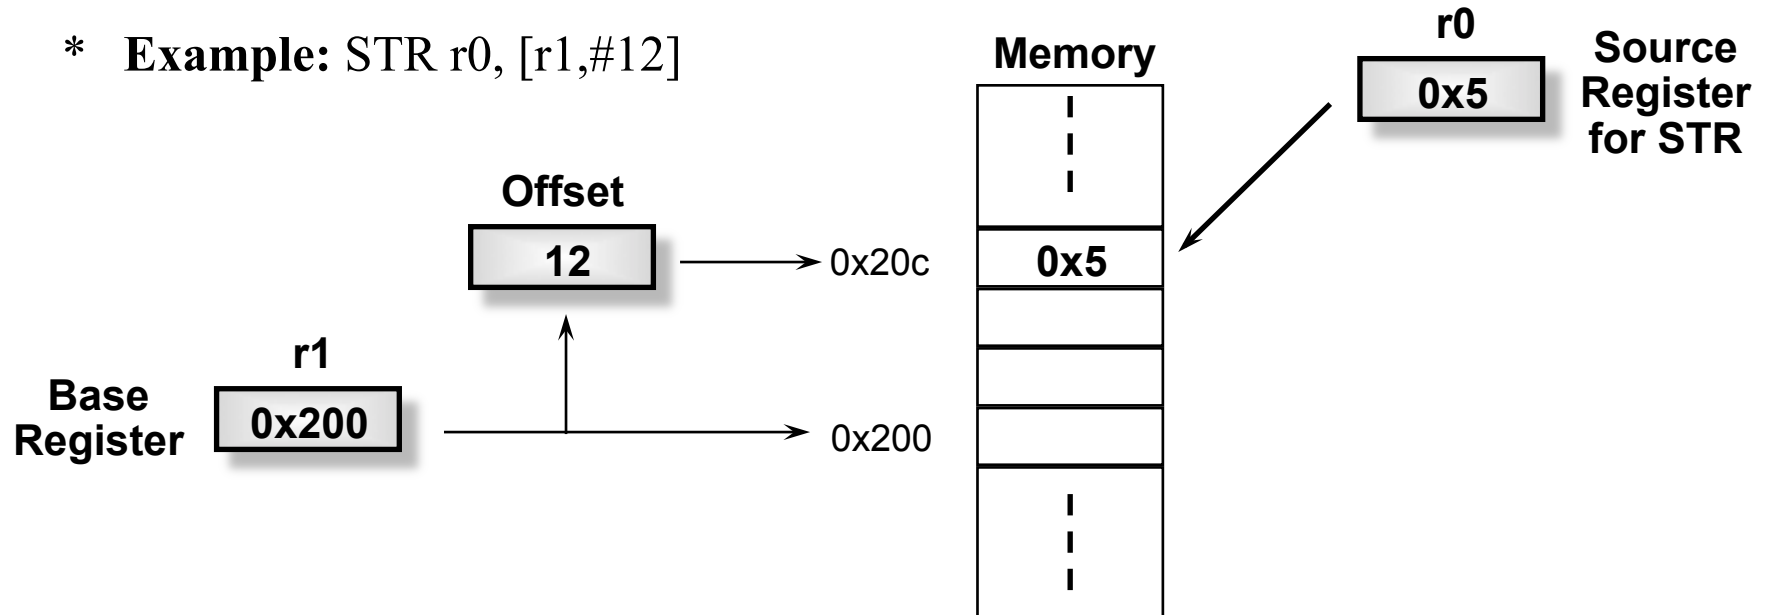 * Example: STR r0, [r1,#12]
Memory
r0
0x5
Source
Register
for STR
Offset
12
0x20c
0x5
r1
Base
Register
0x200
0x200